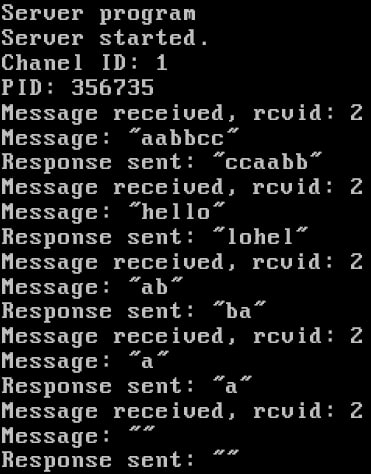 Server program
Server started.
Chanel ID: 1
PID: 356735
Message received, rcvid: 2
Message: "aabbcc"
Response sent: "ccaabb"
Message received, rcvid: 2
Message: "hello"
Response sent: "lohel"
Message received, rcvid: 2
Message: "ab"
Response sent: "ba"
Message received, rcvid: 2
Message: "a"
Response sent: "a"
Message received, rcvid: 2
Message: ""
Response sent: ""